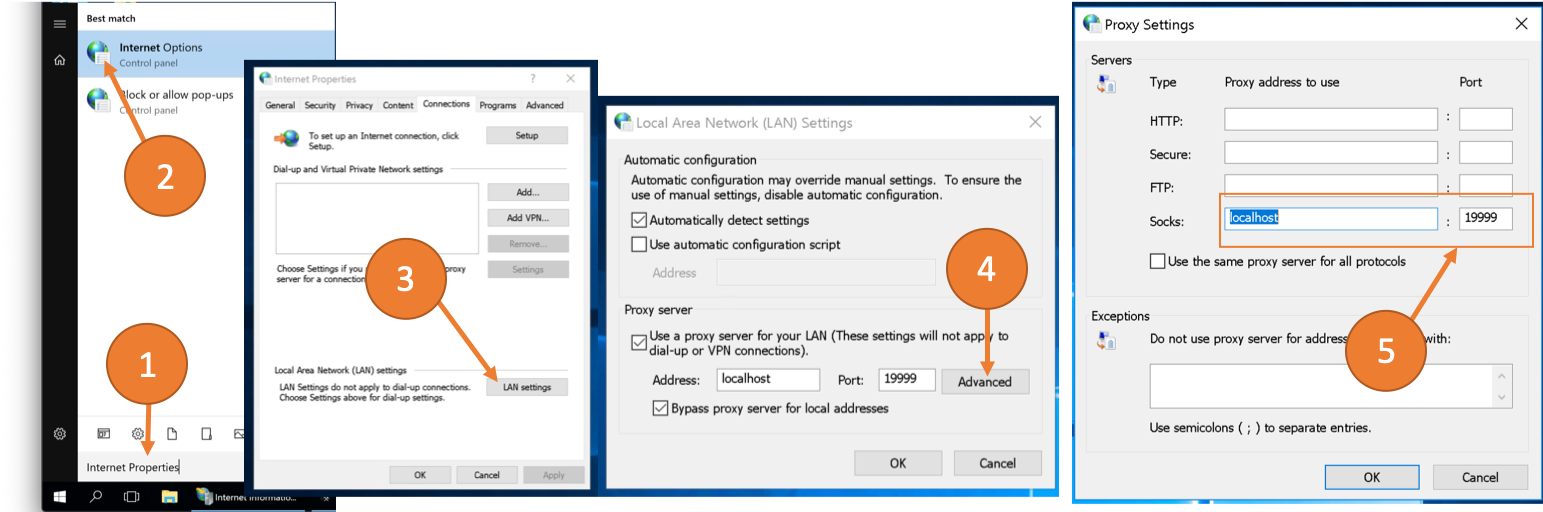 Best match
Internet Options
Control panel
Block or allow pop-ups
Control panel
2
1
Internet Properties
Internet Informatio...
Internet Properties
?
General Security Privacy Content Connections Programs Advanced
To set up an Internet connection, click
Setup.
Setup
Dial-up and Virtual Private Network settings
Add...
Add VPN...
Remove...
Choose Settings if you proxy
server for a connection
Settings
3
Local Area Network (LAN) settings
LAN Settings do not apply to dial-up connections.
Choose Settings above for dial-up settings.
LAN settings
OK Cancel Apply
Local Area Network (LAN) Settings
Automatic configuration
Automatic configuration may override manual settings. To ensure the
use of manual settings, disable automatic configuration.
Automatically detect settings
Use automatic configuration script
Address
4
Proxy server
Use a proxy server for your LAN (These settings will not apply to
dial-up or VPN connections).
Address: localhost Port: 19999 Advanced
Bypass proxy server for local addresses
OK Cancel
Proxy Settings
Servers
Type Proxy address to use Port
HTTP: :
Secure: :
FTP: :
Socks: localhost : 19999
Use the same proxy server for all protocols
Exceptions
Do not use proxy server for address with:
5
Use semicolons ( ; ) to separate entries.
OK Cancel